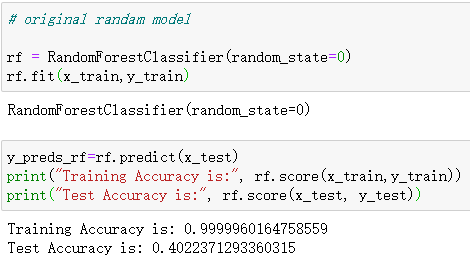 # original randam model
rf = RandomForestClassifier(random_state=0)
rf.fit(x_train,y_train)
RandomForestClassifier(random_state=0)
y_preds_rf=rf.predict(x_test)
print("Training Accuracy is:", rf.score(x_train,y_train))
print("Test Accuracy is:", rf.score(x_test, y_test))
Training Accuracy is: 0.9999960164758559
Test Accuracy is: 0.4022371293360315